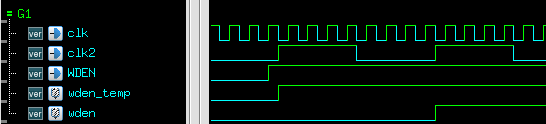 G1
ver clk
ver clk2
ver WDEN
ver wden_temp
ver wden